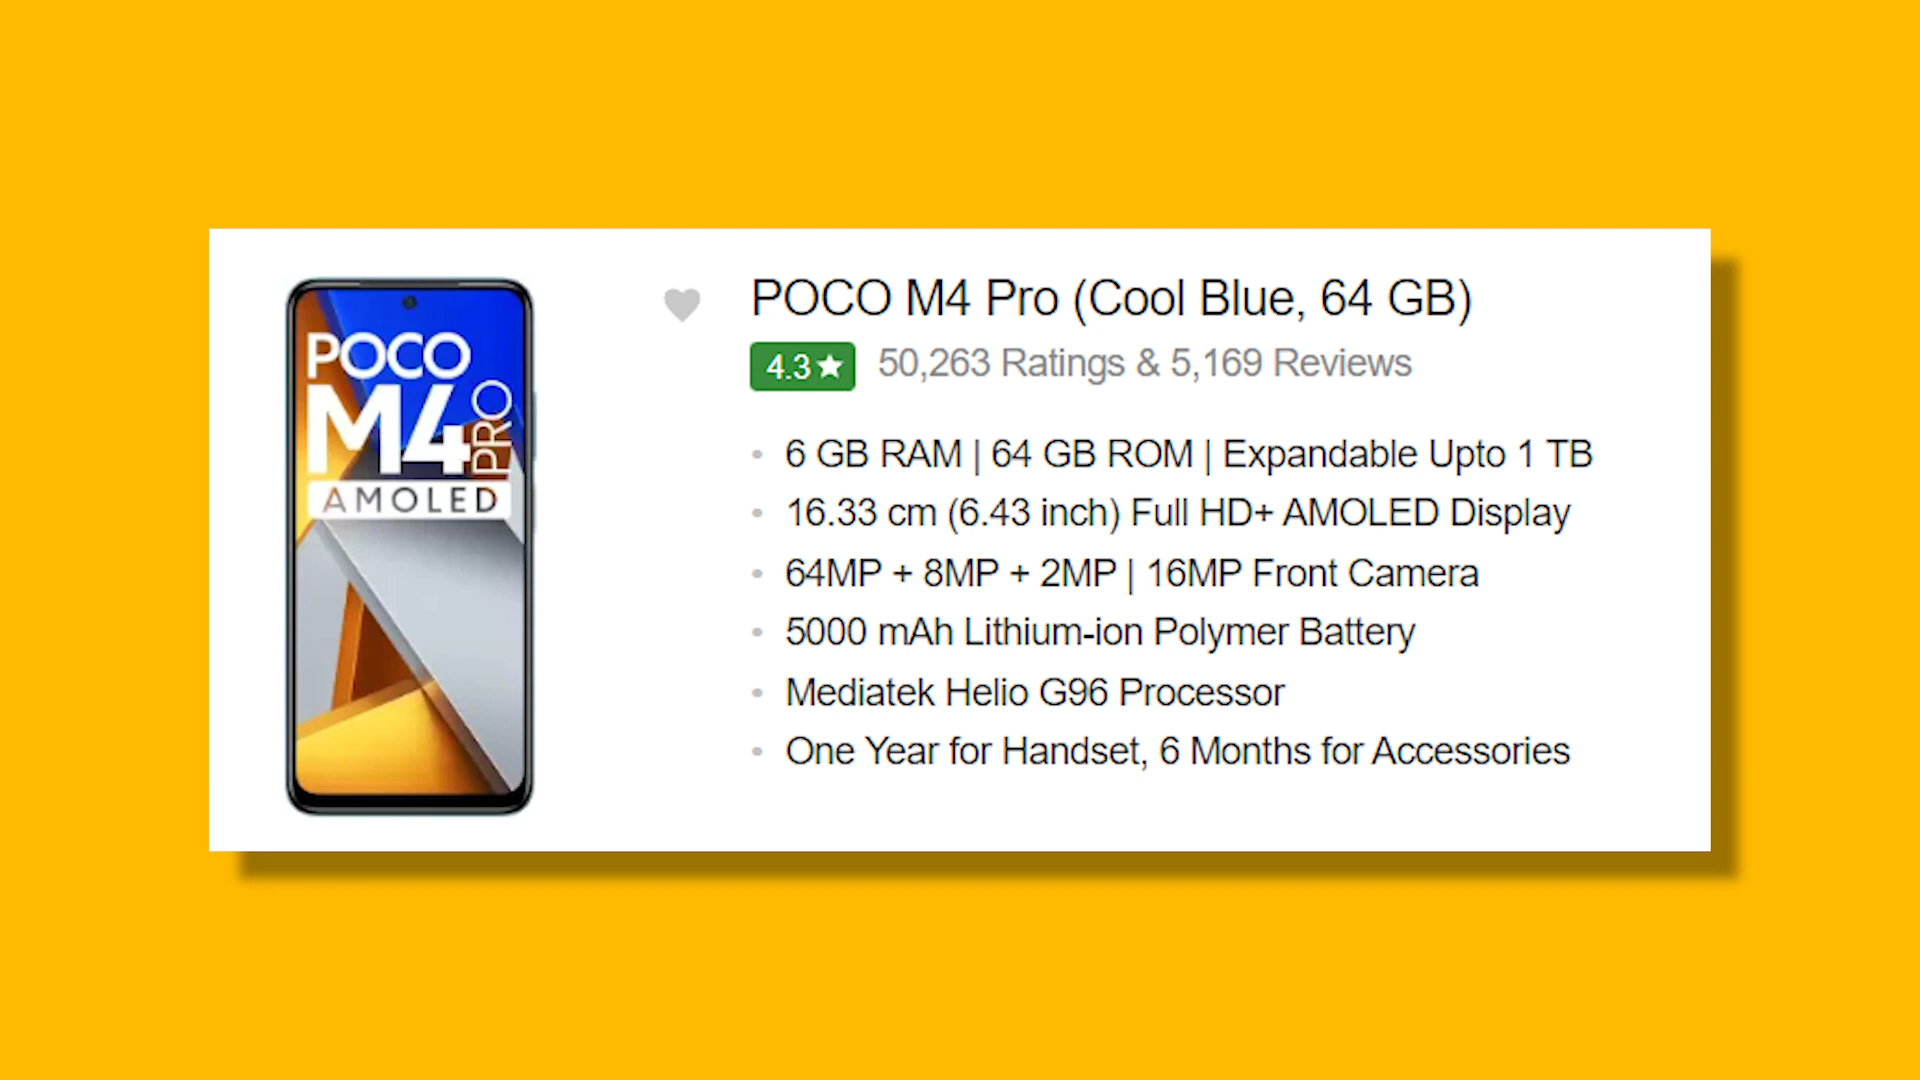 POCO
M4 PRO
AMOLED
POCO M4 Pro (Cool Blue, 64 GB)
4.3★ 50,263 Ratings & 5,169 Reviews
6 GB RAM | 64 GB ROM | Expandable Upto 1 TB
16.33 cm (6.43 inch) Full HD+ AMOLED Display
64MP + 8MP + 2MP | 16MP Front Camera
5000 mAh Lithium-ion Polymer Battery
Mediatek Helio G96 Processor
One Year for Handset, 6 Months for Accessories